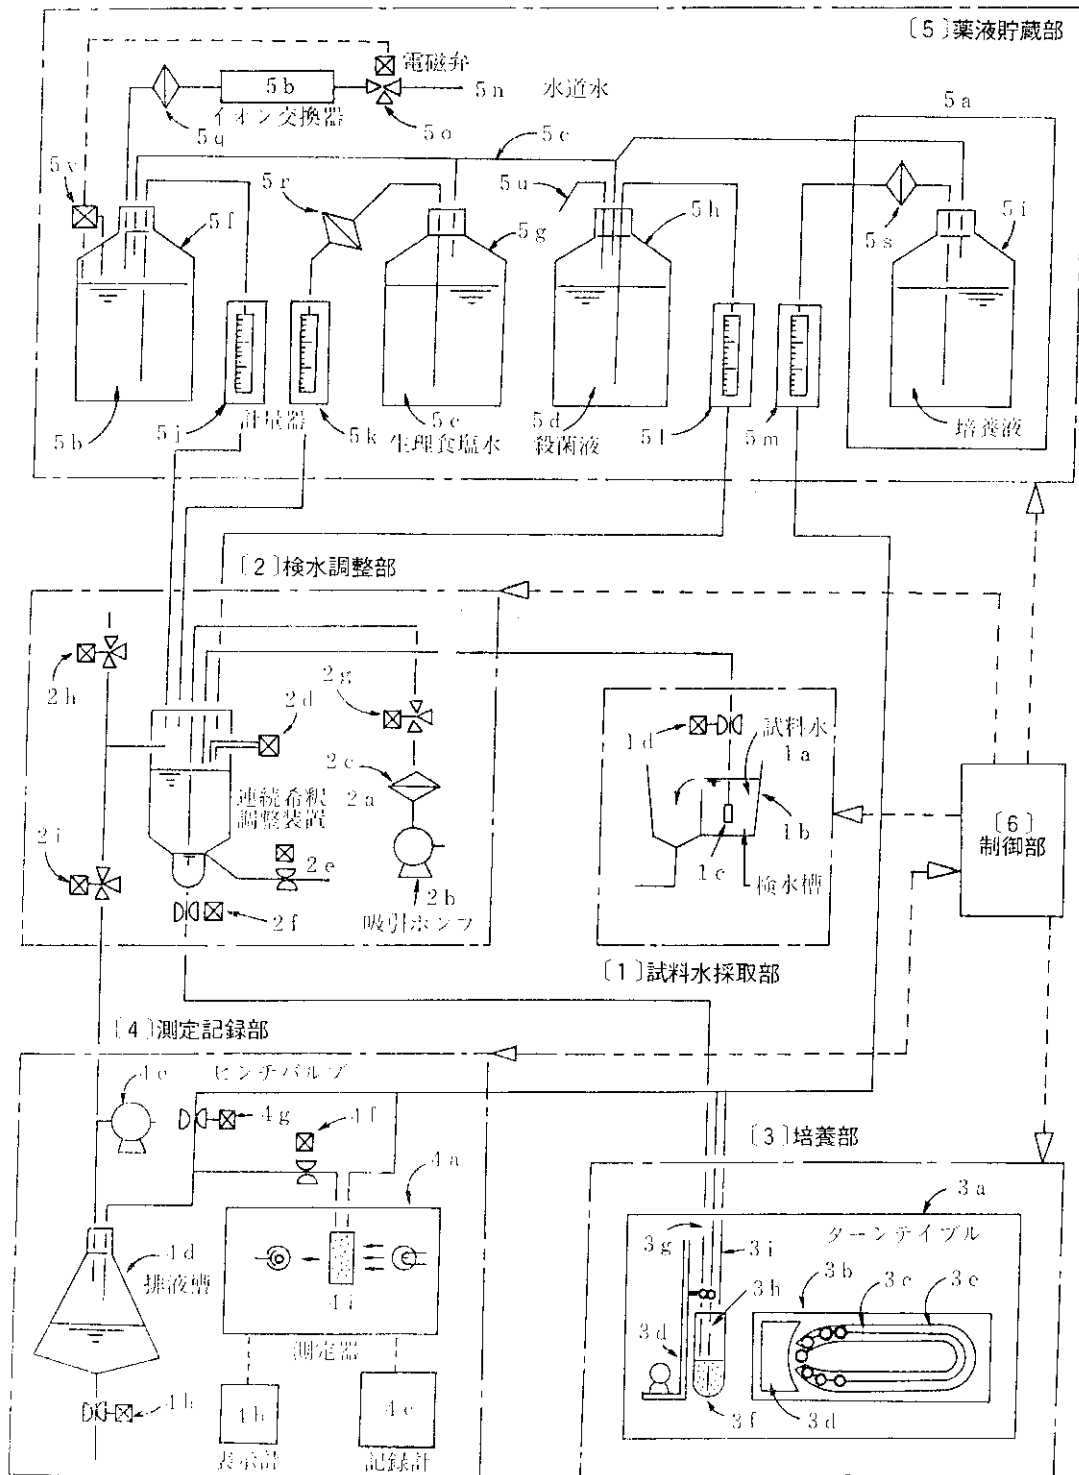 〔5〕薬液貯蔵部
電磁弁
5b
5n
水道水
5a
イオン交換器
5o
5q
5c
5v
5r
5u
5f
5g
5h
5s
5i
計量器
5b
5j
5k
5c
生理食塩水
5d
殺菌液
5l
5m
培養液
〔2〕検水調整部
2h
2g
2d
1d
試料水
1a
2c
2a
連続希釈
調整装置
1b
〔6〕
制御部
2i
2e
1c
検水槽
2b
2f
吸引ポンプ
〔1〕試料水採取部
〔4〕測定記録部
4e
ピンチバルブ
4g
4f
〔3〕培養部
4a
3a
ターンテイブル
3g
3i
4d
排液槽
3b
3c
3e
3h
4i
3d
測定器
4h
4b
4c
3f
3d
表示計
記録計